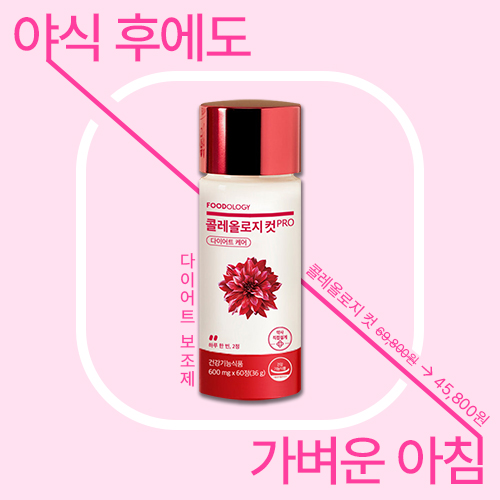 야식 후에도
FOODOLOGY
콜레올로지 컷 PRO
다이어트 케어
하루 한 번, 2정
건강기능식품
600 mg x 60정(36 g)
다이어트 보조제
콜레올로지 컷 69,800원 → 45,800원
가벼운 아침